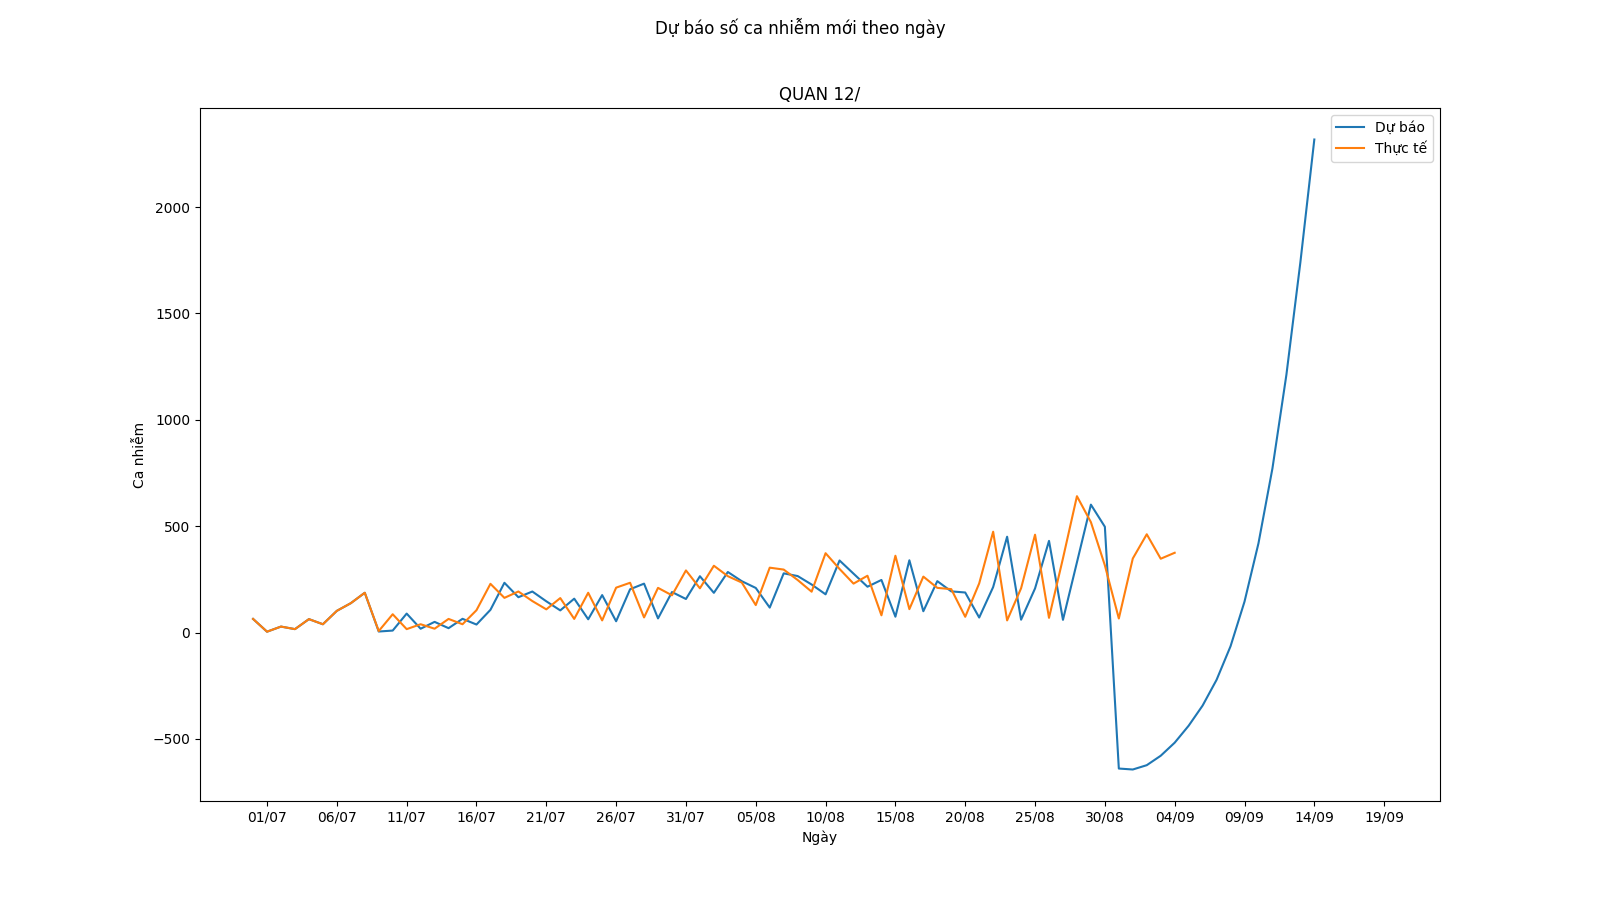 Dự báo số ca nhiễm mới theo ngày
QUAN 12/
Dự báo
Thực tế
2000
1500
1000
500
0
−500
Ca nhiễm
01/07 06/07 11/07 16/07 21/07 26/07 31/07 05/08 10/08 15/08 20/08 25/08 30/08 04/09 09/09 14/09 19/09
Ngày